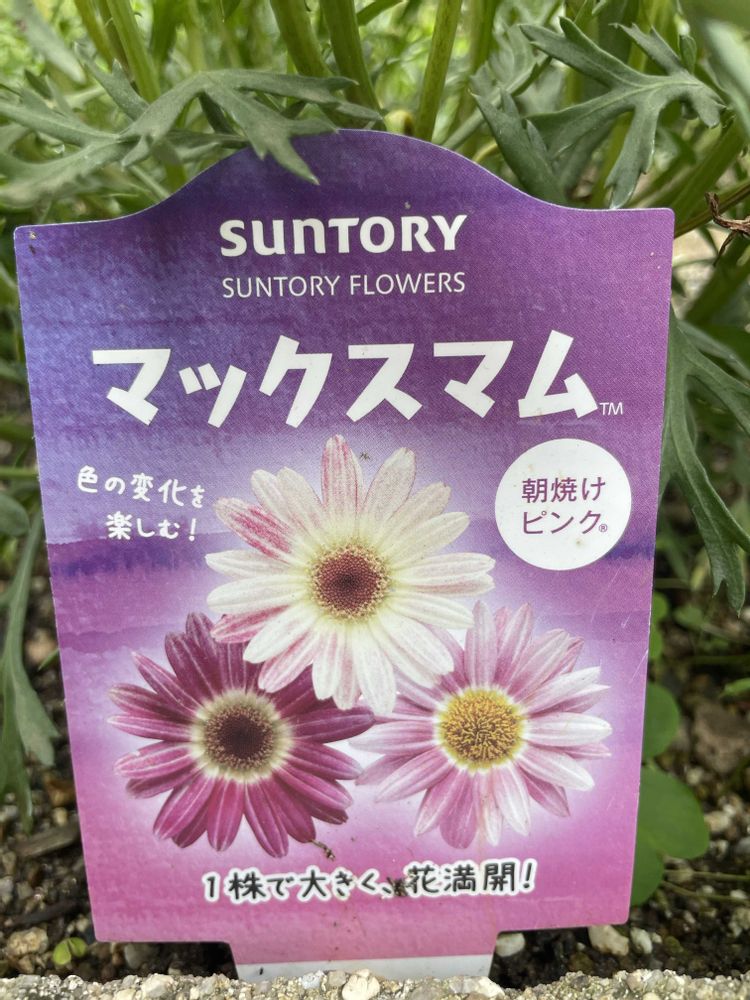 SUNTORY
SUNTORY FLOWERS
マックスマム™
色の変化を
楽しむ!
朝焼け
ピンク®
1株で大きく、花満開!